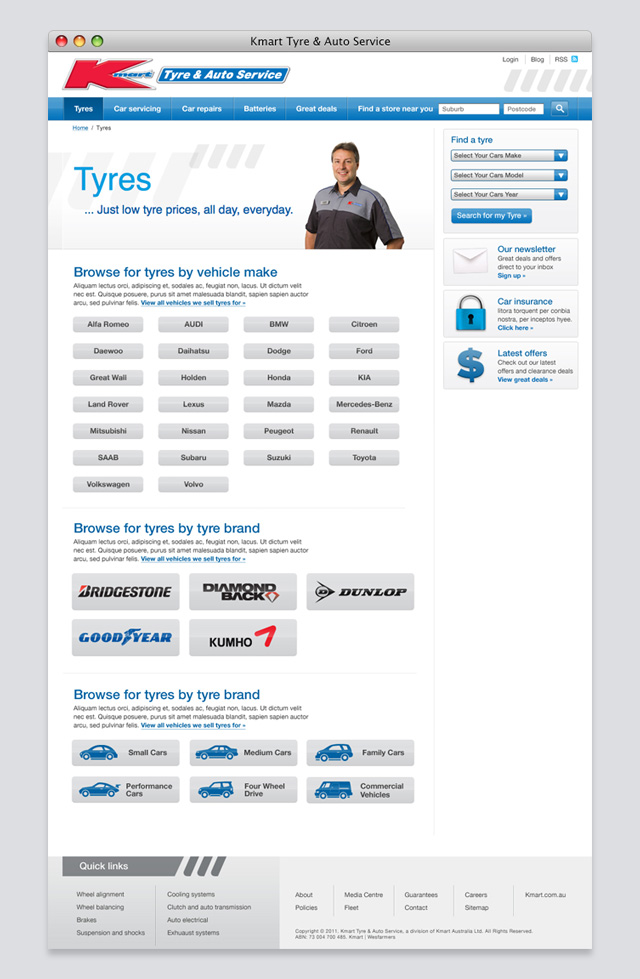 Kmart Tyre & Auto Service
Kmart Tyre & Auto Service
Login Blog RSS
Tyres Car servicing Car repairs Batteries Great deals Find a store near you Suburb Postcode
Home / Tyres
Tyres
... Just low tyre prices, all day, everyday.
Find a tyre
Select Your Cars Make
Select Your Cars Model
Select Your Cars Year
Search for my Tyre »
Our newsletter
Great deals and offers
direct to your inbox
Sign up »
Car insurance
litora torquent per conbia
nostra, per inceptos hyee.
Click here »
Latest offers
Check out our latest
offers and clearance deals
View great deals »
Browse for tyres by vehicle make
Aliquam lectus orci, adipiscing et, sodales ac, feugiat non, lacus. Ut dictum velit
nec est. Quisque posuere, purus sit amet malesuada blandit, sapien sapien auctor
arcu, sed pulvinar felis. View all vehicles we sell tyres for »
Alfa Romeo AUDI BMW Citroen
Daewoo Daihatsu Dodge Ford
Great Wall Holden Honda KIA
Land Rover Lexus Mazda Mercedes-Benz
Mitsubishi Nissan Peugeot Renault
SAAB Subaru Suzuki Toyota
Volkswagen Volvo
Browse for tyres by tyre brand
Aliquam lectus orci, adipiscing et, sodales ac, feugiat non, lacus. Ut dictum velit
nec est. Quisque posuere, purus sit amet malesuada blandit, sapien sapien auctor
arcu, sed pulvinar felis. View all vehicles we sell tyres for »
BRIDGESTONE DIAMOND BACK DUNLOP
GOODYEAR KUMHO
Browse for tyres by tyre brand
Aliquam lectus orci, adipiscing et, sodales ac, feugiat non, lacus. Ut dictum velit
nec est. Quisque posuere, purus sit amet malesuada blandit, sapien sapien auctor
arcu, sed pulvinar felis. View all vehicles we sell tyres for »
Small Cars Medium Cars Family Cars
Performance Cars Four Wheel Drive Commercial Vehicles
Quick links
Wheel alignment Cooling systems
Wheel balancing Clutch and auto transmission
Brakes Auto electrical
Suspension and shocks Exhuaust systems
About Media Centre Guarantees Careers Kmart.com.au
Policies Fleet Contact Sitemap
Copyright © 2011, Kmart Tyre & Auto Service, a division of Kmart Australia Ltd. All Rights Reserved.
ABN: 73 004 700 485. Kmart | Wesfarmers